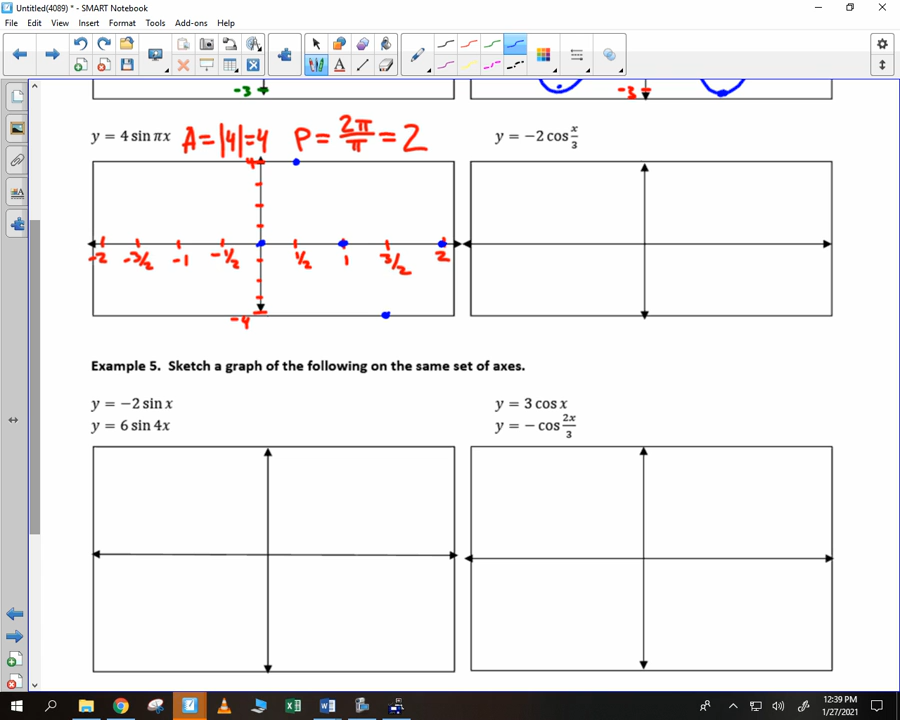 Untitled(4089) * - SMART Notebook
File Edit View Insert Format Tools Add-ons Help
-3 -3
y = 4 sin πx A = |4| = 4 P = 2π/π = 2 y = −2 cos x/3
4
-2 -3/2 -1 -1/2 1/2 1 3/2 2
-4
Example 5. Sketch a graph of the following on the same set of axes.
y = −2 sin x y = 3 cos x
y = 6 sin 4x y = − cos 2x/3
12:39 PM
1/27/2021